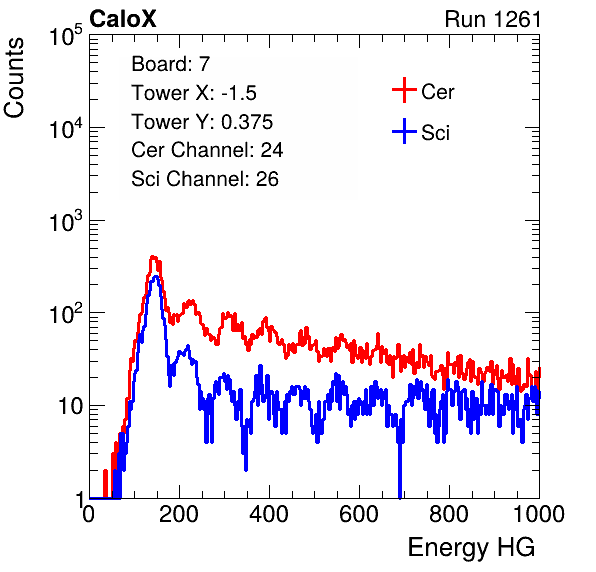 CaloX Run 1261
Counts
10^5
10^4
10^3
10^2
10
1
Board: 7
Tower X: -1.5
Tower Y: 0.375
Cer Channel: 24
Sci Channel: 26
Cer
Sci
0 200 400 600 800 1000
Energy HG